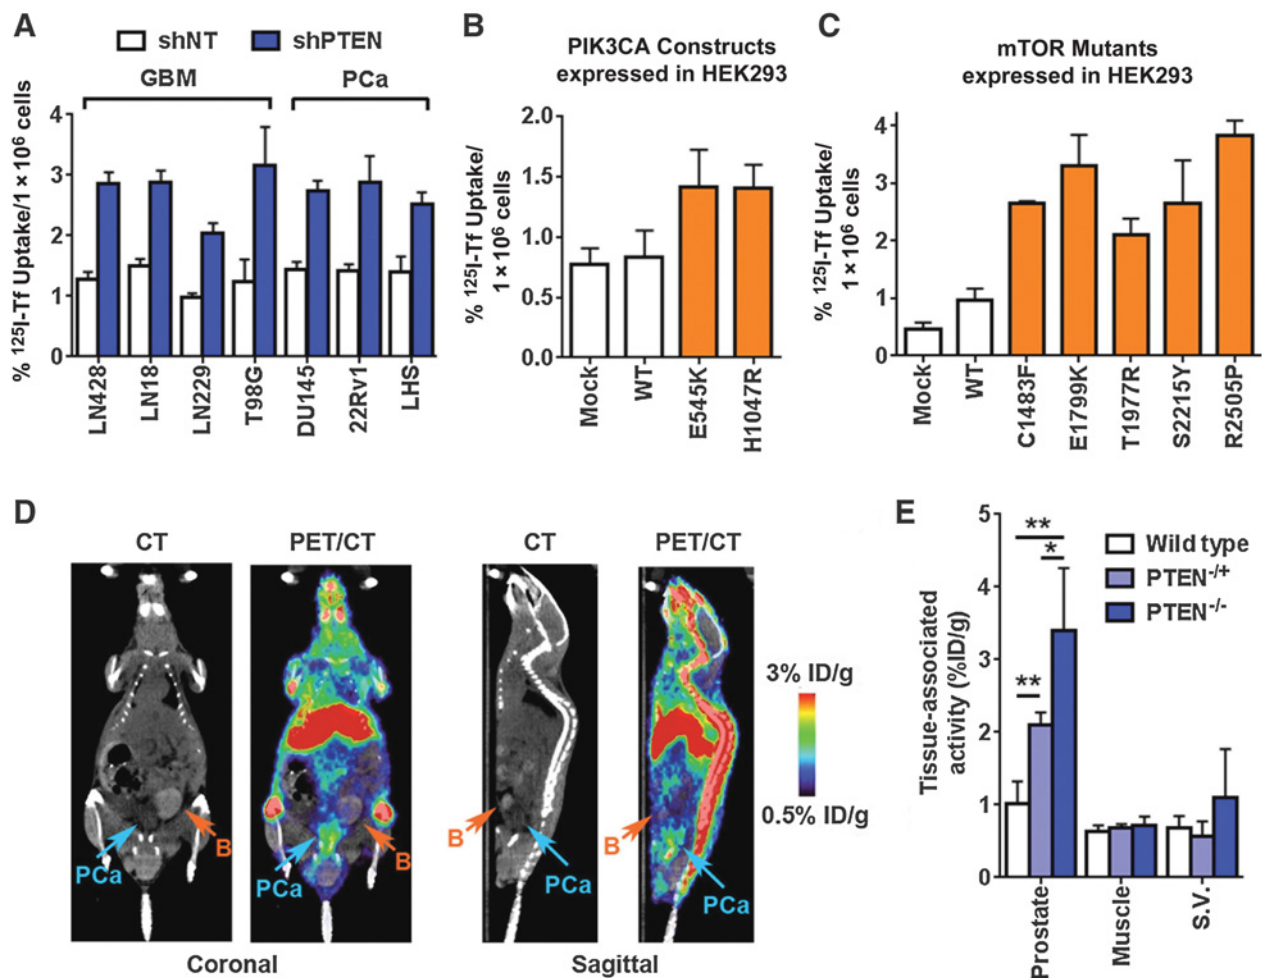 A
shNT
shPTEN
GBM
PCa
% ¹²⁵I-Tf Uptake/1 × 10⁶ cells
4
3
2
1
0
LN428
LN18
LN229
T98G
DU145
22Rv1
LHS
B
PIK3CA Constructs
expressed in HEK293
% ¹²⁵I-Tf Uptake/
1 × 10⁶ cells
2.0
1.5
1.0
0.5
0.0
Mock
WT
E545K
H1047R
C
mTOR Mutants
expressed in HEK293
% ¹²⁵I-Tf Uptake/
1 × 10⁶ cells
4
3
2
1
0
Mock
WT
C1483F
E1799K
T1977R
S2215Y
R2505P
D
CT
PET/CT
CT
PET/CT
PCa
B
PCa
B
B
PCa
B
PCa
3% ID/g
0.5% ID/g
Coronal
Sagittal
E
Tissue-associated
activity (%ID/g)
5
4
3
2
1
0
**
*
**
Wild type
PTEN⁻/⁺
PTEN⁻/⁻
Prostate
Muscle
S.V.